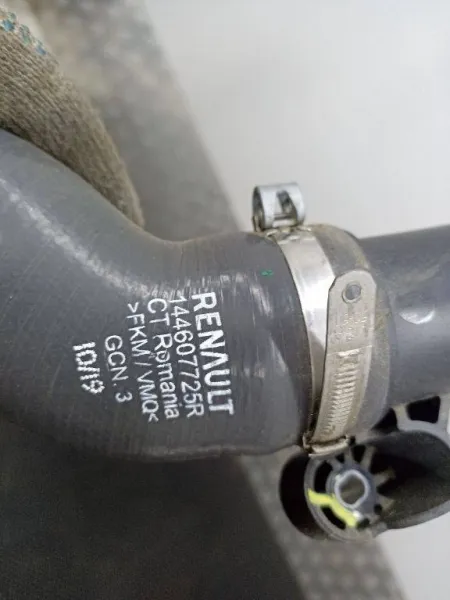 RENAULT
144607725R
CT Romania
>FKM/VMQ<
GCN. 3
10/19